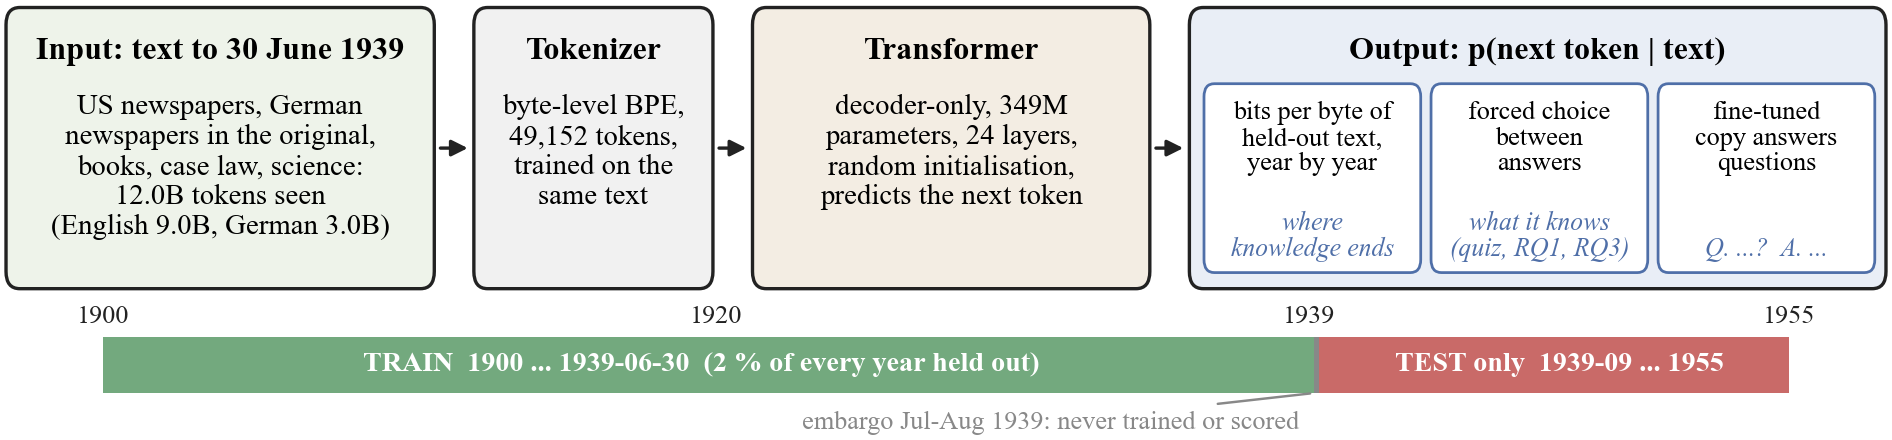 Input: text to 30 June 1939
US newspapers, German
newspapers in the original,
books, case law, science:
12.0B tokens seen
(English 9.0B, German 3.0B)
Tokenizer
byte-level BPE,
49,152 tokens,
trained on the
same text
Transformer
decoder-only, 349M
parameters, 24 layers,
random initialisation,
predicts the next token
Output: p(next token | text)
bits per byte of
held-out text,
year by year
where
knowledge ends
forced choice
between
answers
what it knows
(quiz, RQ1, RQ3)
fine-tuned
copy answers
questions
Q. ...? A. ...
1900
1920
1939
1955
TRAIN 1900 ... 1939-06-30 (2 % of every year held out)
TEST only 1939-09 ... 1955
embargo Jul-Aug 1939: never trained or scored